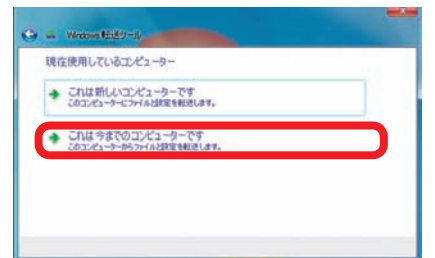 Windows 転送ツール
現在使用しているコンピューター
これは新しいコンピューターです
このコンピューターにファイルと設定を転送します。
これは今までのコンピューターです
このコンピューターからファイルと設定を転送します。